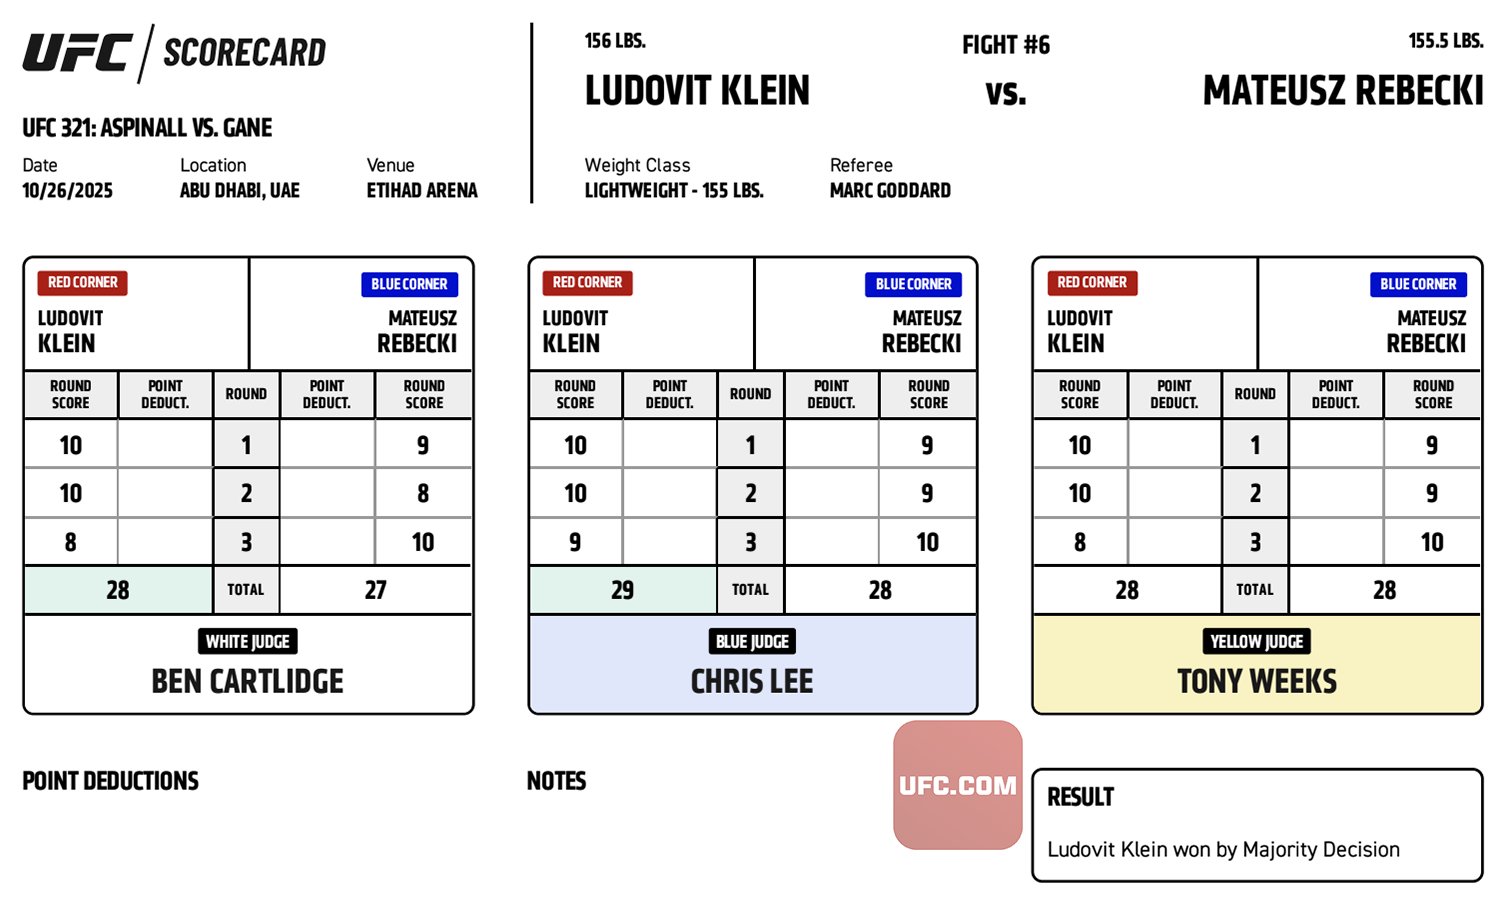 UFC / SCORECARD
UFC 321: ASPINALL VS. GANE
Date Location Venue
10/26/2025 ABU DHABI, UAE ETIHAD ARENA
156 LBS. FIGHT #6 155.5 LBS.
LUDOVIT KLEIN vs. MATEUSZ REBECKI
Weight Class Referee
LIGHTWEIGHT - 155 LBS. MARC GODDARD
RED CORNER BLUE CORNER
LUDOVIT MATEUSZ
KLEIN REBECKI
ROUND POINT ROUND POINT ROUND
SCORE DEDUCT. DEDUCT. SCORE
10 1 9
10 2 8
8 3 10
28 TOTAL 27
WHITE JUDGE
BEN CARTLIDGE
RED CORNER BLUE CORNER
LUDOVIT MATEUSZ
KLEIN REBECKI
ROUND POINT ROUND POINT ROUND
SCORE DEDUCT. DEDUCT. SCORE
10 1 9
10 2 9
9 3 10
29 TOTAL 28
BLUE JUDGE
CHRIS LEE
RED CORNER BLUE CORNER
LUDOVIT MATEUSZ
KLEIN REBECKI
ROUND POINT ROUND POINT ROUND
SCORE DEDUCT. DEDUCT. SCORE
10 1 9
10 2 9
8 3 10
28 TOTAL 28
YELLOW JUDGE
TONY WEEKS
POINT DEDUCTIONS
NOTES
UFC.COM
RESULT
Ludovit Klein won by Majority Decision